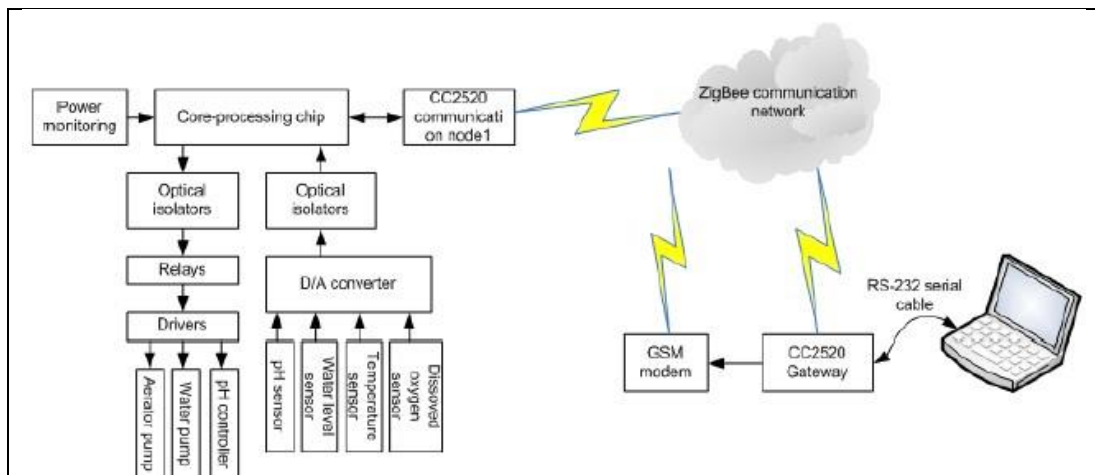 Power
monitoring
Core-processing chip
CC2520
communicati
on node1
ZigBee communication
network
Optical
isolators
Optical
isolators
Relays
D/A converter
Drivers
Aerator pump
Water pump
pH controller
pH sensor
Water level
sensor
Temperature
sensor
Dissoved
oxygen
sensor
GSM
modem
CC2520
Gateway
RS-232 serial
cable